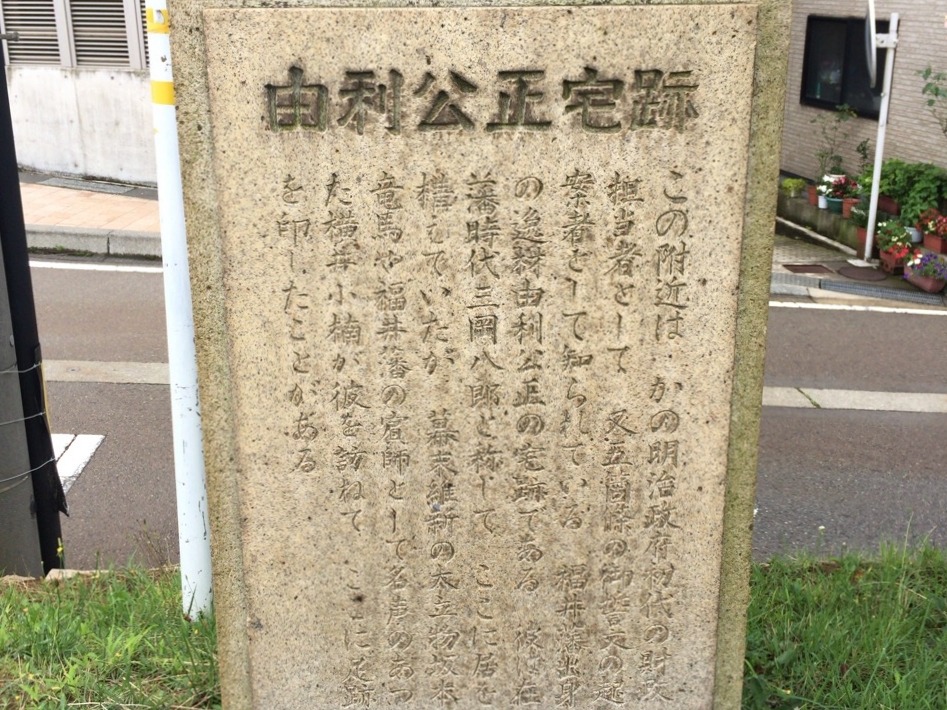 由利公正宅跡
この附近は かの明治政府初代の財政
担当者として 又五箇條の御誓文の起
案者として知られている 福井藩出身
の逸材由利公正の宅跡である 彼は在
藩時代三岡八郎と称して ここに居を
構えていたが 幕末維新の大立物坂本
竜馬や福井藩の賓師として名声のあつ
た横井小楠が彼を訪ねて ここに足跡
を印したことがある